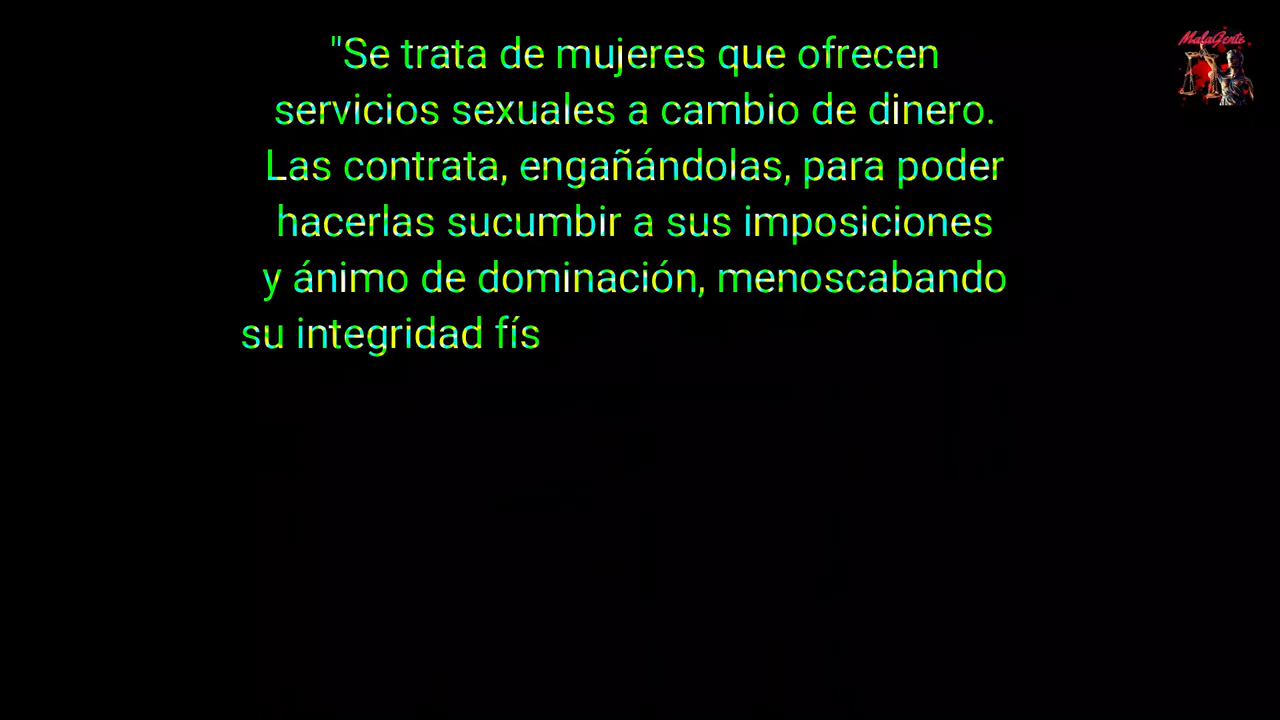 "Se trata de mujeres que ofrecen
servicios sexuales a cambio de dinero.
Las contrata, engañándolas, para poder
hacerlas sucumbir a sus imposiciones
y ánimo de dominación, menoscabando
su integridad fís
MalaGente